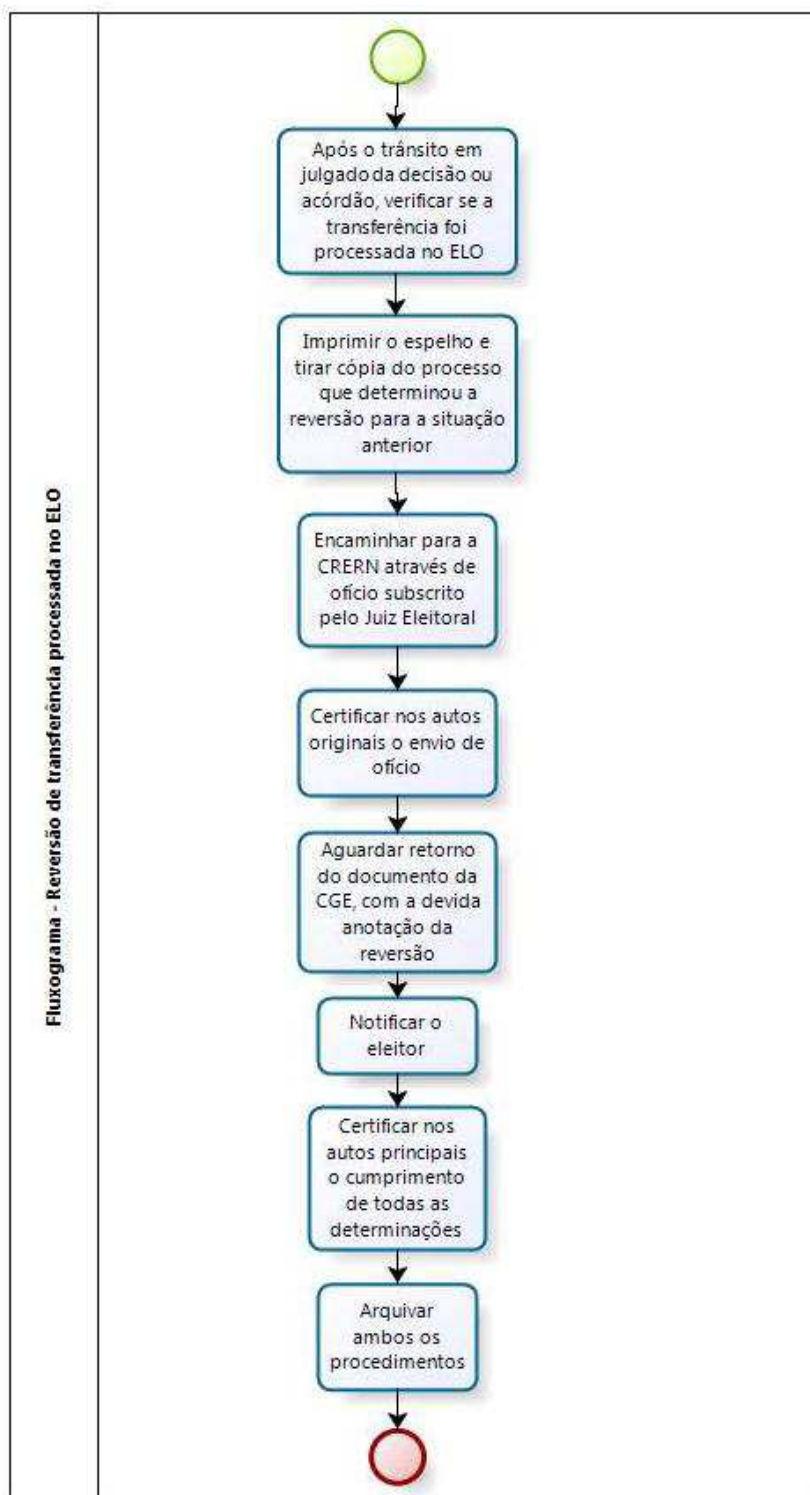 Fluxograma - Reversão de transferência processada no ELO
Após o trânsito em
julgado da decisão ou
acórdão, verificar se a
transferência foi
processada no ELO
Imprimir o espelho e
tirar cópia do processo
que determinou a
reversão para a situação
anterior
Encaminhar para a
CRERN através de
ofício subscrito
pelo Juiz Eleitoral
Certificar nos autos
originais o envio de
ofício
Aguardar retorno
do documento da
CGE, com a devida
anotação da
reversão
Notificar o
eleitor
Certificar nos
autos principais
o cumprimento
de todas as
determinações
Arquivar
ambos os
procedimentos